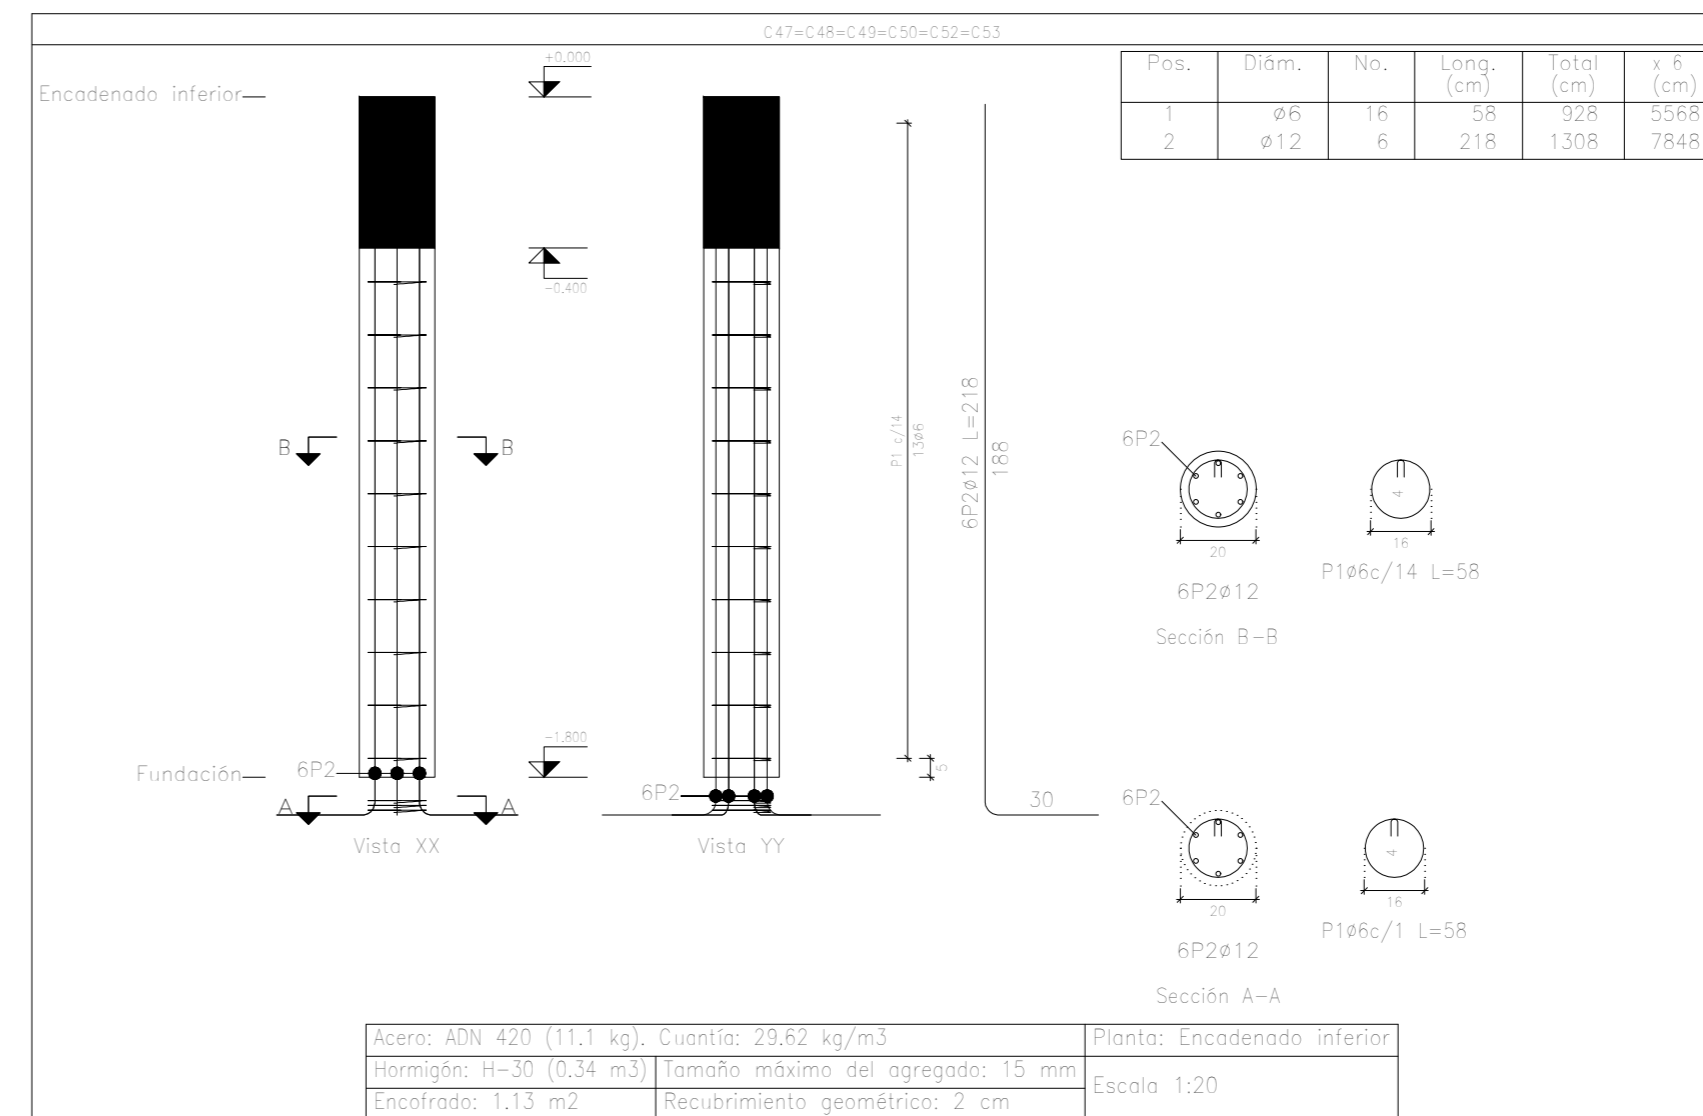 C47=C48=C49=C50=C52=C53
Pos. Diám. No. Long. (cm) Total (cm) x 6 (cm)
1 ø6 16 58 928 5568
2 ø12 6 218 1308 7848
Encadenado inferior
+0.000
-0.400
B B
-1.800
Fundación
6P2
A A
Vista XX
6P2
Vista YY
P1 c/14
13ø6
5
6P2ø12 L=218
188
30
6P2
20
6P2ø12
Sección B-B
4
16
P1ø6c/14 L=58
6P2
20
6P2ø12
Sección A-A
4
16
P1ø6c/1 L=58
Acero: ADN 420 (11.1 kg). Cuantía: 29.62 kg/m3
Planta: Encadenado inferior
Hormigón: H-30 (0.34 m3)
Tamaño máximo del agregado: 15 mm
Escala 1:20
Encofrado: 1.13 m2
Recubrimiento geométrico: 2 cm